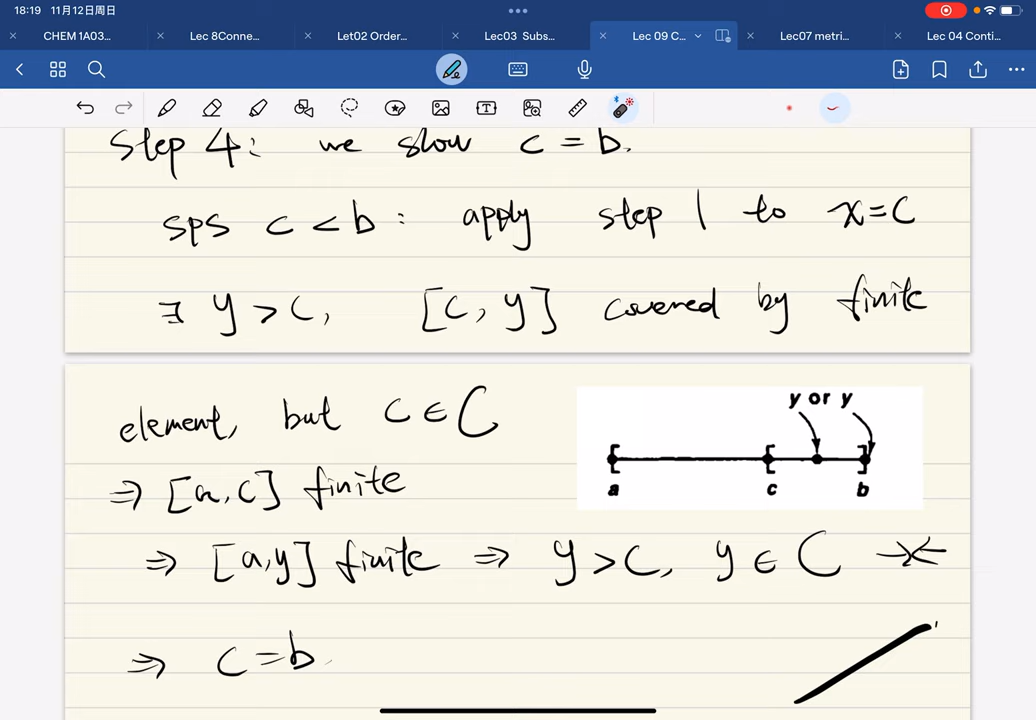 18:19 11月12日周日
CHEM 1A03... Lec 8Conne... Let02 Order... Lec03 Subs... Lec 09 C... Lec07 metri... Lec 04 Conti...
Step 4: we show c = b.
sps c < b : apply step 1 to x = c
∃ y > c, [c, y] covered by finite
element, but c ∈ C
y or y
a c b
⇒ [a, c] finite
⇒ [a, y] finite ⇒ y > c, y ∈ C →←
⇒ c = b.